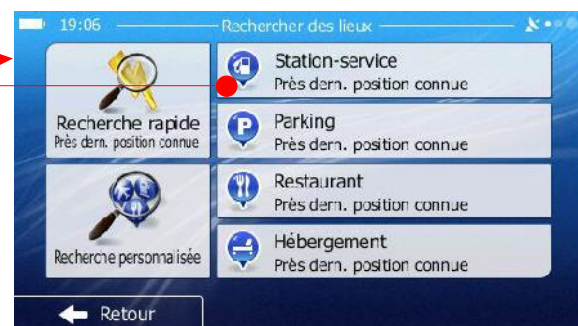 19:06
Rechercher des lieux
Recherche rapide
Près dern. position connue
Recherche personnalisée
Station-service
Près dern. position connue
P
Parking
Près dern. position connue
Restaurant
Près dern. position connue
Hébergement
Près dern. position connue
Retour